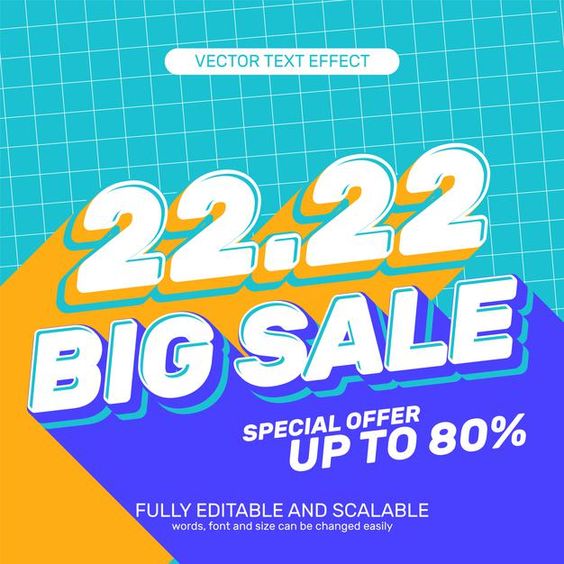 VECTOR TEXT EFFECT
22.22
BIG SALE
SPECIAL OFFER
UP TO 80%
FULLY EDITABLE AND SCALABLE
words, font and size can be changed easily